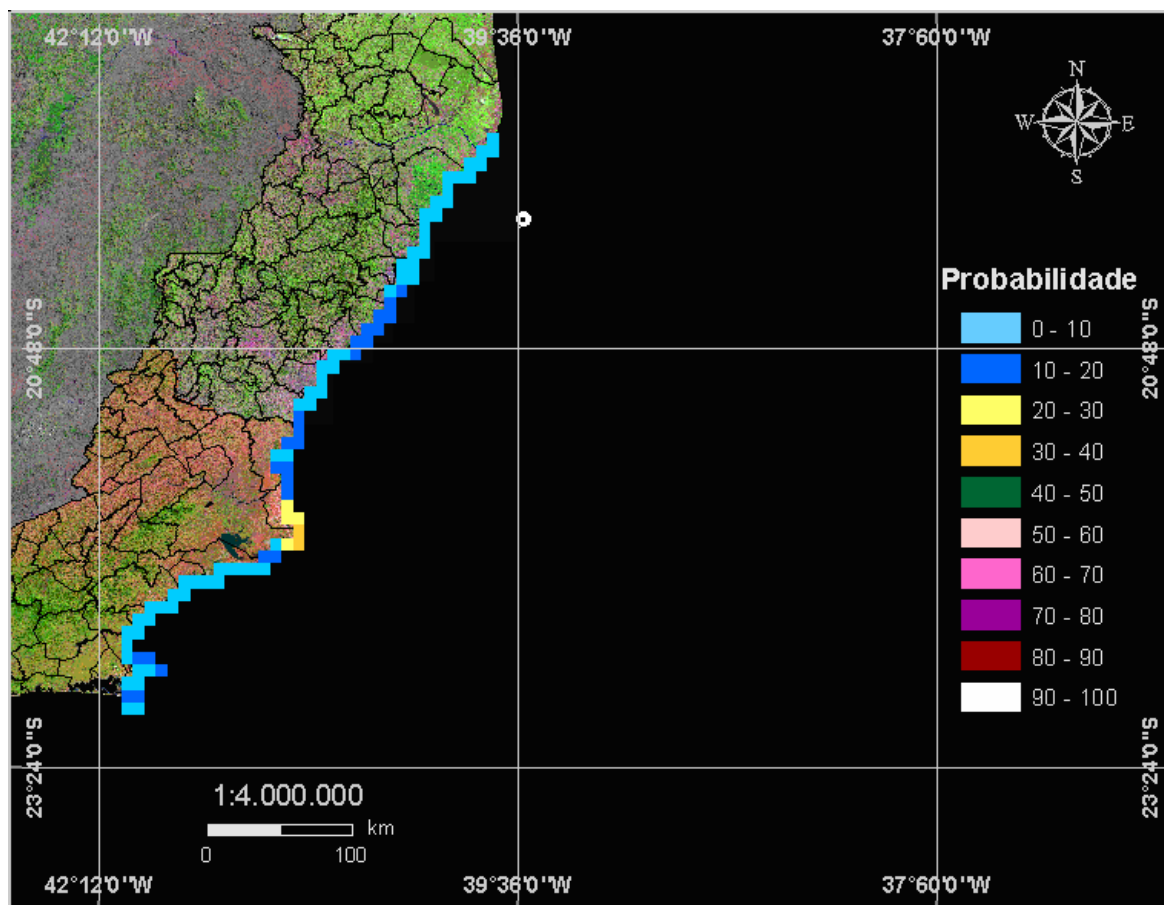 42°12'0"W
39°36'0"W
37°60'0"W
N
W
E
S
Probabilidade
0 - 10
10 - 20
20 - 30
30 - 40
40 - 50
50 - 60
60 - 70
70 - 80
80 - 90
90 - 100
20°48'0"S
20°48'0"S
23°24'0"S
23°24'0"S
1:4.000.000
km
0
100
42°12'0"W
39°36'0"W
37°60'0"W